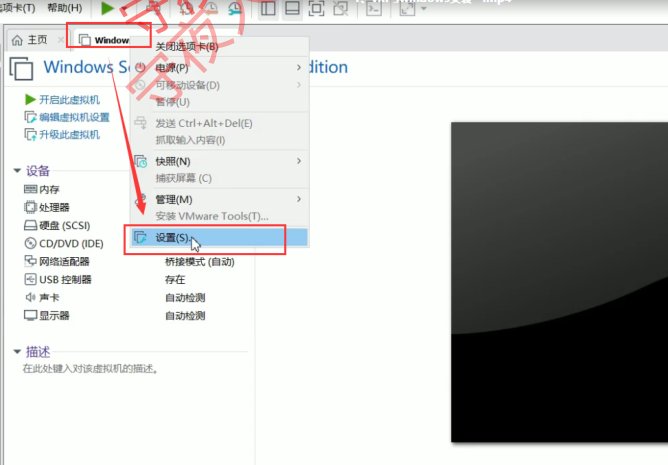 项卡(T) 帮助(H)
主页 Window
关闭选项卡(B)
Windows S dition
电源(P)
可移动设备(D)
暂停(U)
发送 Ctrl+Alt+Del(E)
抓取输入内容(I)
快照(N)
捕获屏幕 (C)
管理(M)
安装 VMware Tools(T)...
设置(S)...
开启此虚拟机
编辑虚拟机设置
升级此虚拟机
设备
内存
处理器
硬盘 (SCSI)
CD/DVD (IDE)
网络适配器 桥接模式 (自动)
USB 控制器 存在
声卡 自动检测
显示器 自动检测
描述
在此处键入对该虚拟机的描述。
守夜
守夜